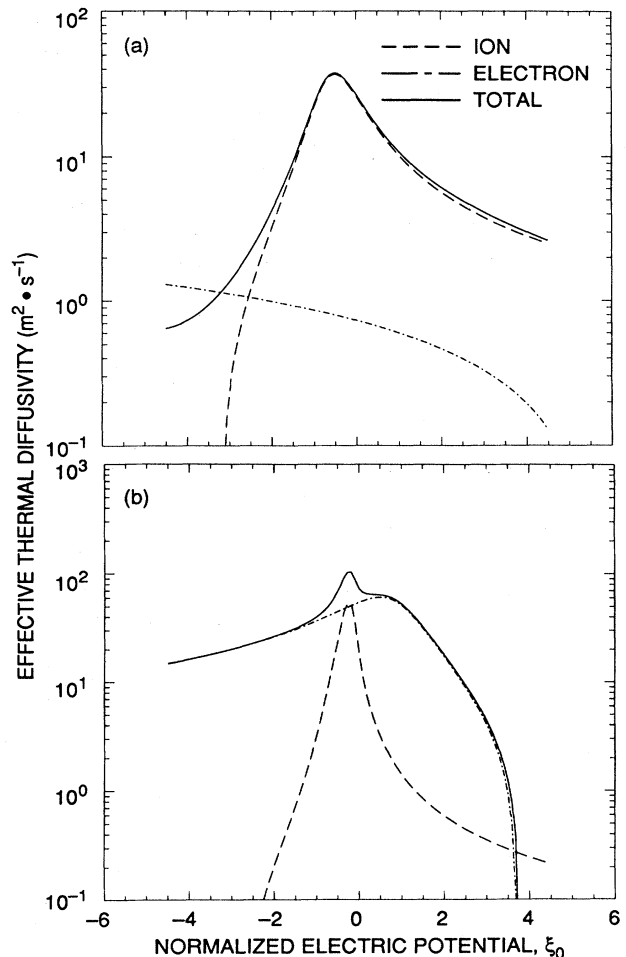 10²
(a)
ION
ELECTRON
TOTAL
10¹
10⁰
10⁻¹
EFFECTIVE THERMAL DIFFUSIVITY (m² • s⁻¹)
10³
(b)
10²
10¹
10⁰
10⁻¹
−6 −4 −2 0 2 4 6
NORMALIZED ELECTRIC POTENTIAL, ξ₀